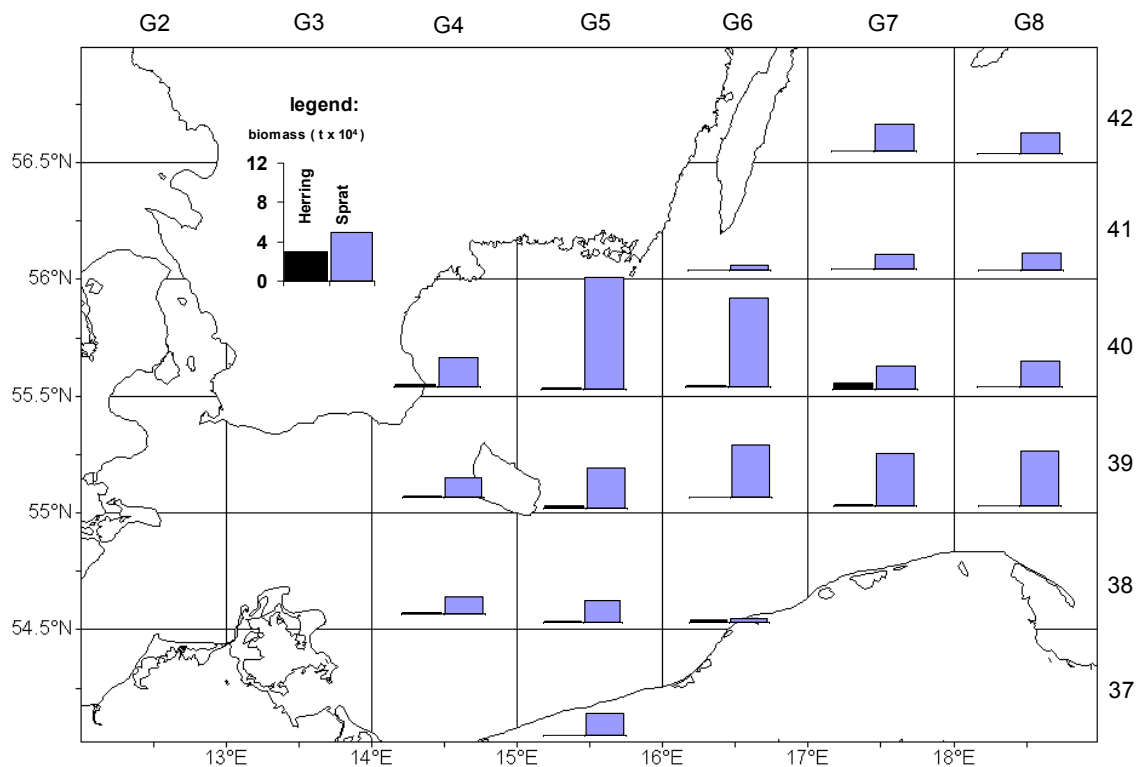 G2 G3 G4 G5 G6 G7 G8
legend:
biomass ( t x 10⁴)
12
8
4
0
Herring
Sprat
56.5°N
56°N
55.5°N
55°N
54.5°N
42
41
40
39
38
37
13°E 14°E 15°E 16°E 17°E 18°E